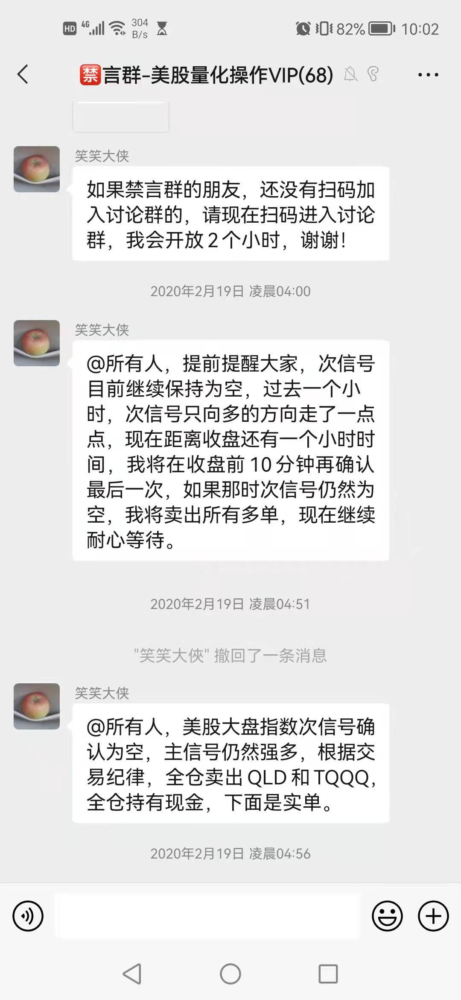 HD 4G 304 B/s 82% 10:02
禁言群-美股量化操作VIP(68)
笑笑大侠
如果禁言群的朋友，还没有扫码加
入讨论群的，请现在扫码进入讨论
群，我会开放2个小时，谢谢！
2020年2月19日 凌晨04:00
笑笑大侠
@所有人，提前提醒大家，次信号
目前继续保持为空，过去一个小
时，次信号只向多的方向走了一点
点，现在距离收盘还有一个小时时
间，我将在收盘前10分钟再确认
最后一次，如果那时次信号仍然为
空，我将卖出所有多单，现在继续
耐心等待。
2020年2月19日 凌晨04:51
"笑笑大俠" 撤回了一条消息
笑笑大侠
@所有人，美股大盘指数次信号确
认为空，主信号仍然强多，根据交
易纪律，全仓卖出QLD和TQQQ，
全仓持有现金，下面是实单。
2020年2月19日 凌晨04:56